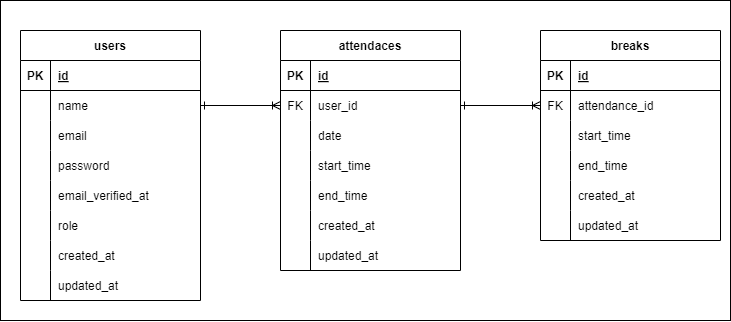 users
PK id
name
email
password
email_verified_at
role
created_at
updated_at
attendaces
PK id
FK user_id
date
start_time
end_time
created_at
updated_at
breaks
PK id
FK attendance_id
start_time
end_time
created_at
updated_at